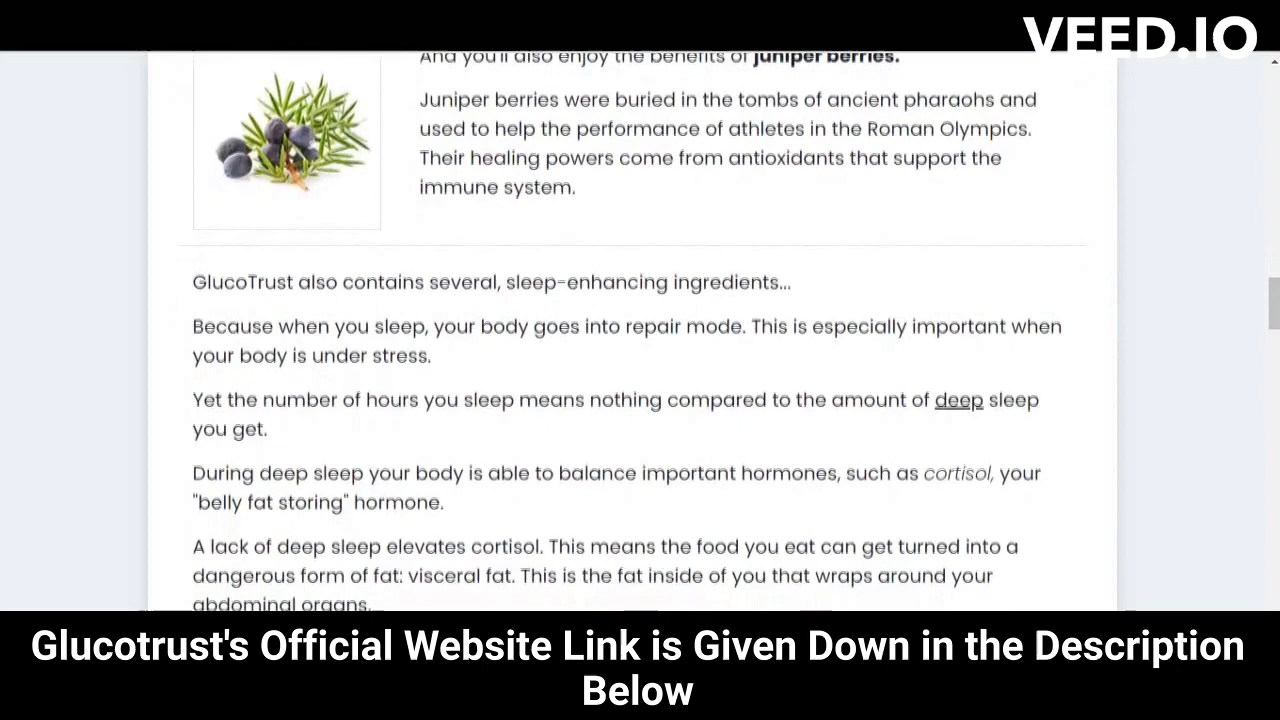 VEED.IO
And you'll also enjoy the benefits of juniper berries.
Juniper berries were buried in the tombs of ancient pharaohs and
used to help the performance of athletes in the Roman Olympics.
Their healing powers come from antioxidants that support the
immune system.
GlucoTrust also contains several, sleep-enhancing ingredients...
Because when you sleep, your body goes into repair mode. This is especially important when
your body is under stress.
Yet the number of hours you sleep means nothing compared to the amount of deep sleep
you get.
During deep sleep your body is able to balance important hormones, such as cortisol, your
"belly fat storing" hormone.
A lack of deep sleep elevates cortisol. This means the food you eat can get turned into a
dangerous form of fat: visceral fat. This is the fat inside of you that wraps around your
abdominal organs.
Glucotrust's Official Website Link is Given Down in the Description
Below